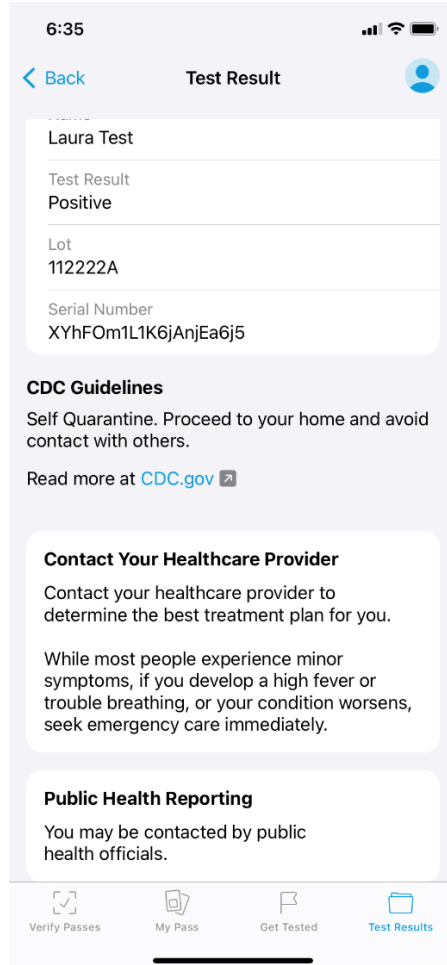 6:35
Back
Test Result
Name
Laura Test
Test Result
Positive
Lot
112222A
Serial Number
XYhFOm1L1K6jAnjEa6j5
CDC Guidelines
Self Quarantine. Proceed to your home and avoid
contact with others.
Read more at CDC.gov
Contact Your Healthcare Provider
Contact your healthcare provider to
determine the best treatment plan for you.
While most people experience minor
symptoms, if you develop a high fever or
trouble breathing, or your condition worsens,
seek emergency care immediately.
Public Health Reporting
You may be contacted by public
health officials.
Verify Passes
My Pass
Get Tested
Test Results